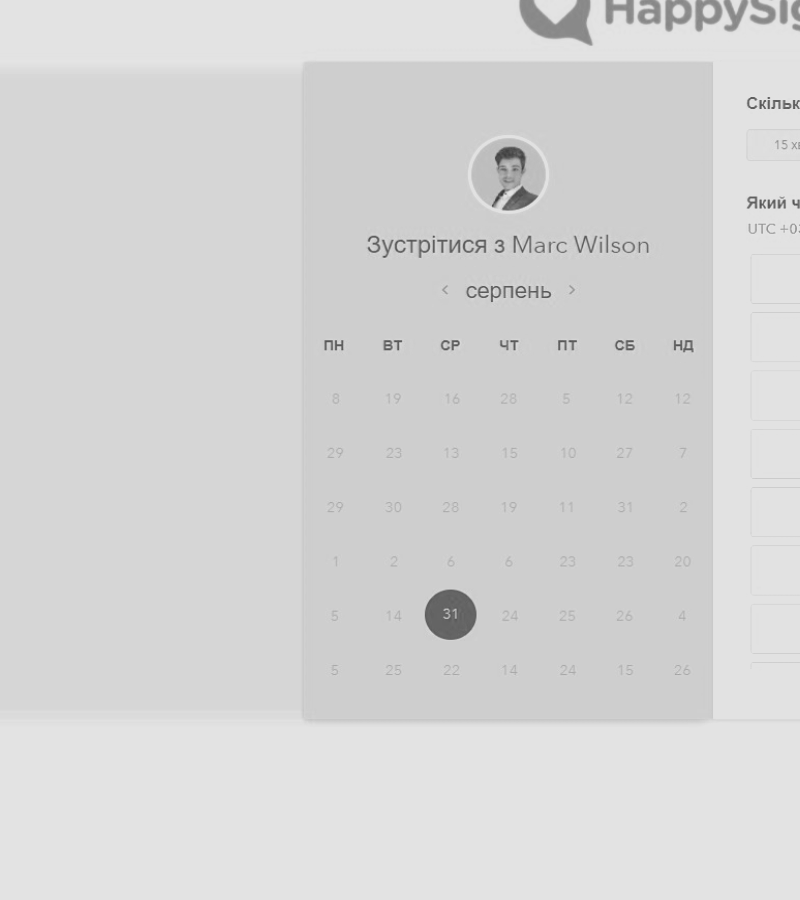 HappySig
Зустрітися з Marc Wilson
серпень
ПН ВТ СР ЧТ ПТ СБ НД
8 19 16 28 5 12 12
29 23 13 15 10 27 7
29 30 28 19 11 31 2
1 2 6 6 23 23 20
5 14 31 24 25 26 4
5 25 22 14 24 15 26
Скільк
15 хв
Який ч
UTC +03